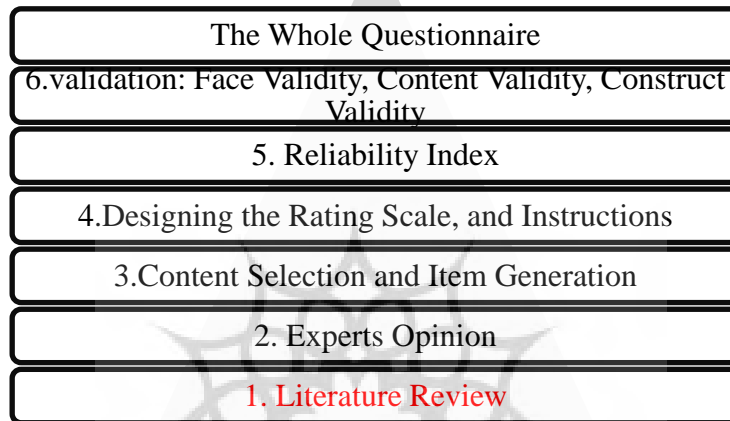 The Whole Questionnaire
6.validation: Face Validity, Content Validity, Construct
Validity
5. Reliability Index
4.Designing the Rating Scale, and Instructions
3.Content Selection and Item Generation
2. Experts Opinion
1. Literature Review